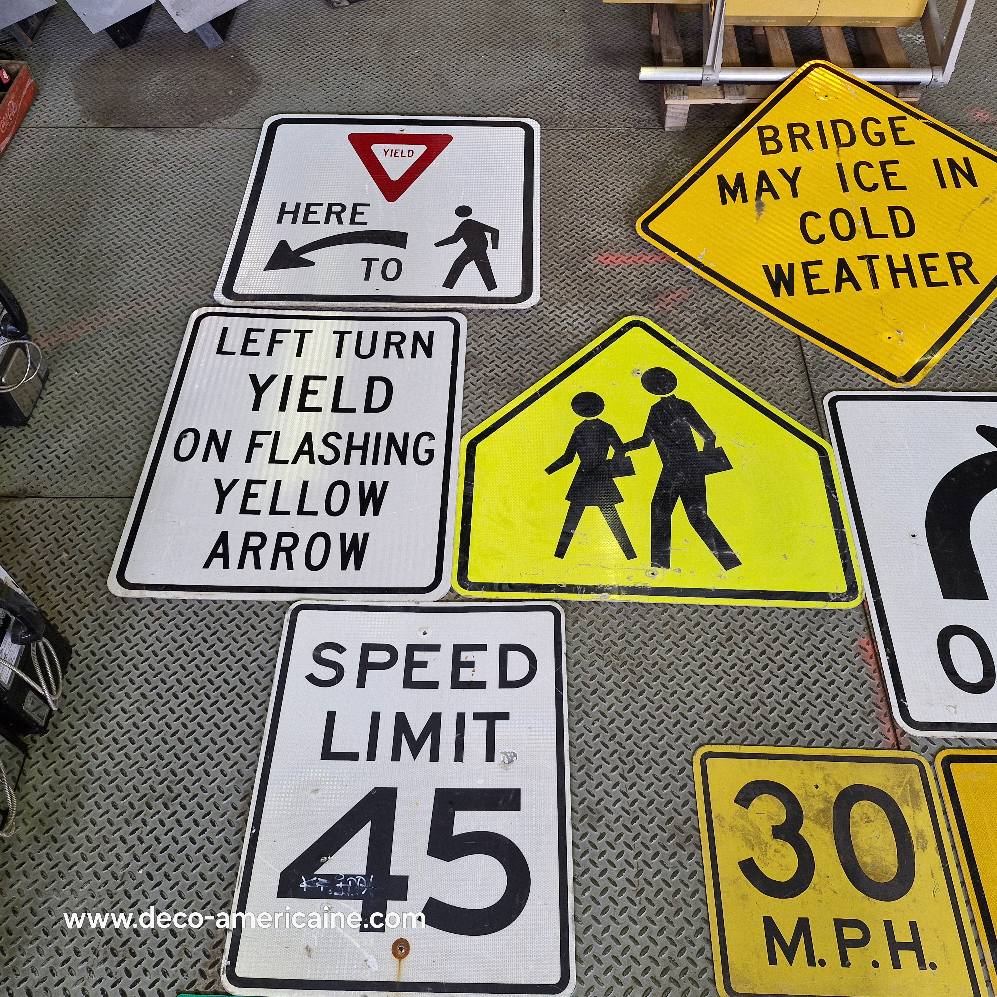 YIELD
HERE
TO
BRIDGE
MAY ICE IN
COLD
WEATHER
LEFT TURN
YIELD
ON FLASHING
YELLOW
ARROW
SPEED
LIMIT
45
30
M.P.H.
www.deco-americaine.com